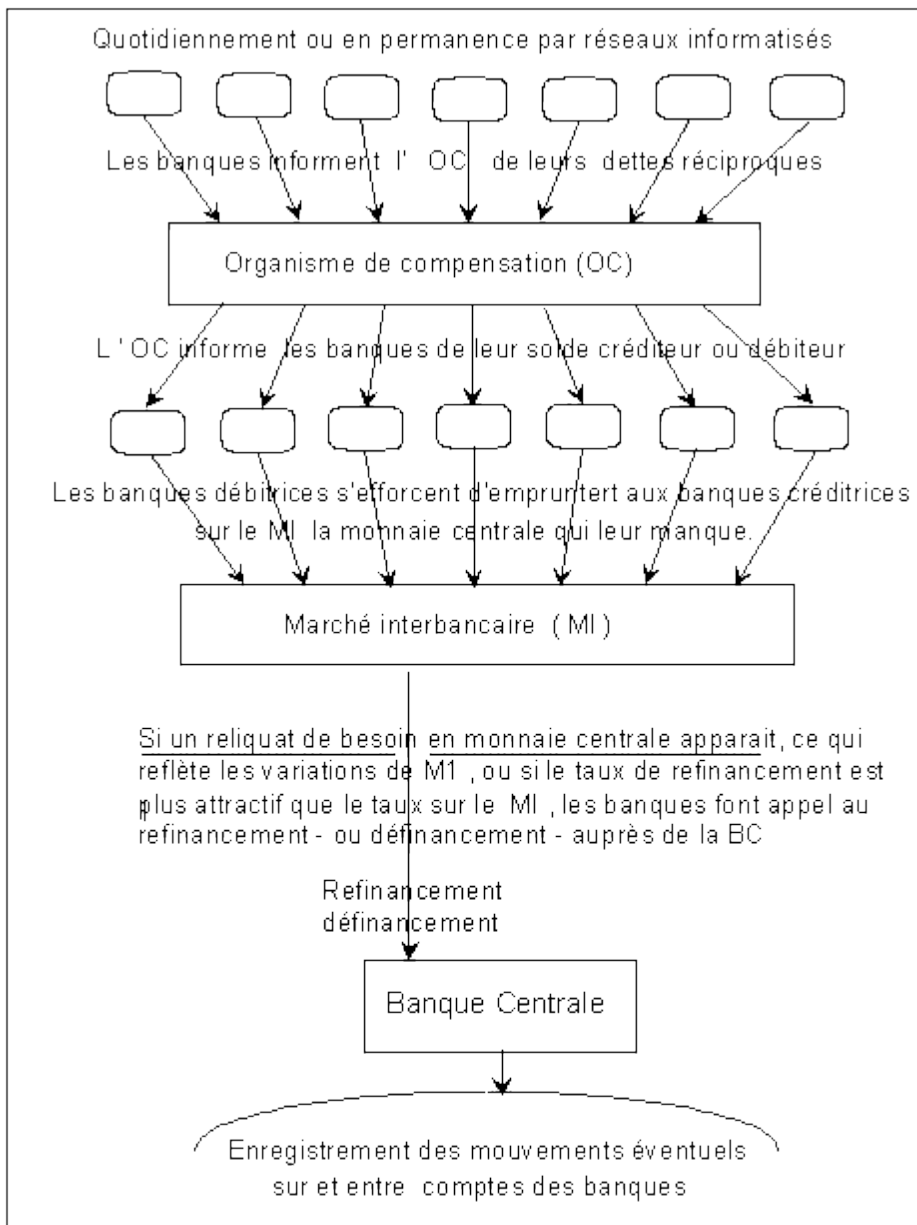 Quotidiennement ou en permanence par réseaux informatisés
Les banques informent l' OC de leurs dettes réciproques
Organisme de compensation (OC)
L'OC informe les banques de leur solde créditeur ou débiteur
Les banques débitrices s'efforcent d'empruntert aux banques créditrices
sur le MI la monnaie centrale qui leur manque.
Marché interbancaire (MI)
Si un reliquat de besoin en monnaie centrale apparait, ce qui
reflète les variations de M1, ou si le taux de refinancement est
plus attractif que le taux sur le MI, les banques font appel au
refinancement - ou définancement - auprès de la BC
Refinancement
définancement
Banque Centrale
Enregistrement des mouvements éventuels
sur et entre comptes des banques